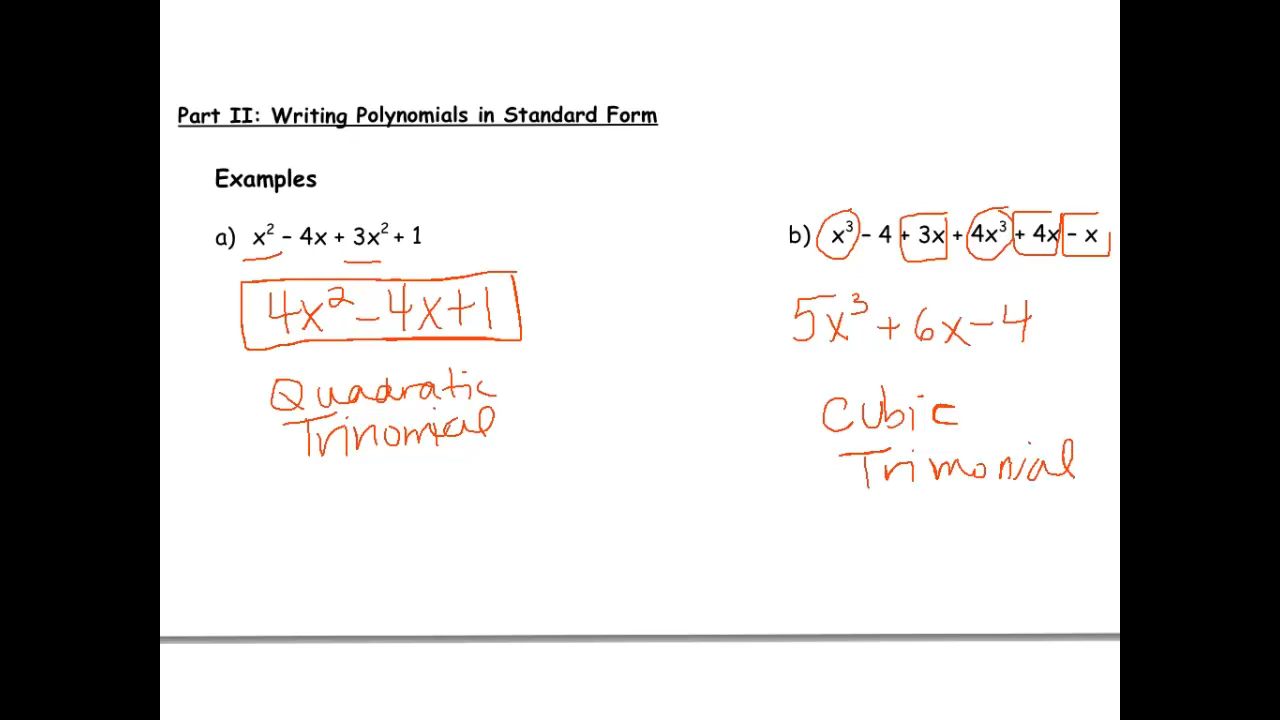 Part II: Writing Polynomials in Standard Form
Examples
a) x² - 4x + 3x² + 1
4x² - 4x + 1
Quadratic
Trinomial
b) x³ - 4 + 3x + 4x³ + 4x - x
5x³ + 6x - 4
Cubic
Trimonial